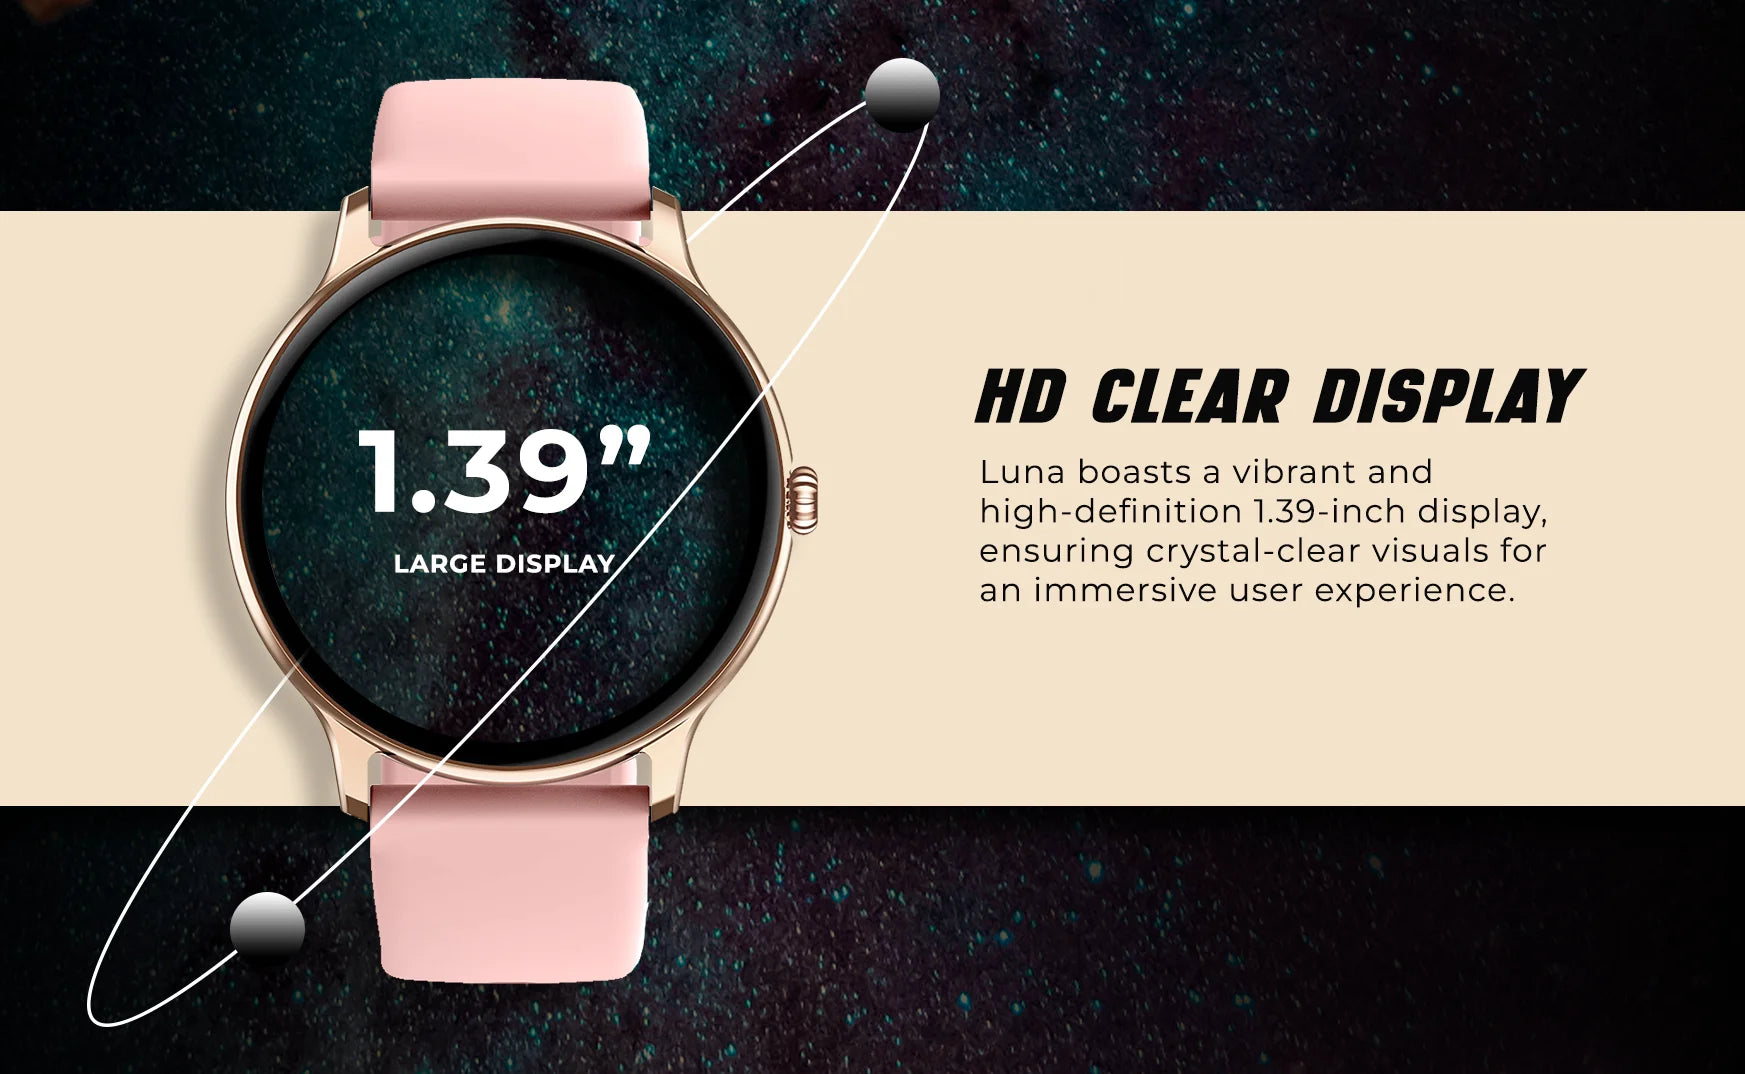 1.39”
LARGE DISPLAY
HD CLEAR DISPLAY
Luna boasts a vibrant and
high-definition 1.39-inch display,
ensuring crystal-clear visuals for
an immersive user experience.